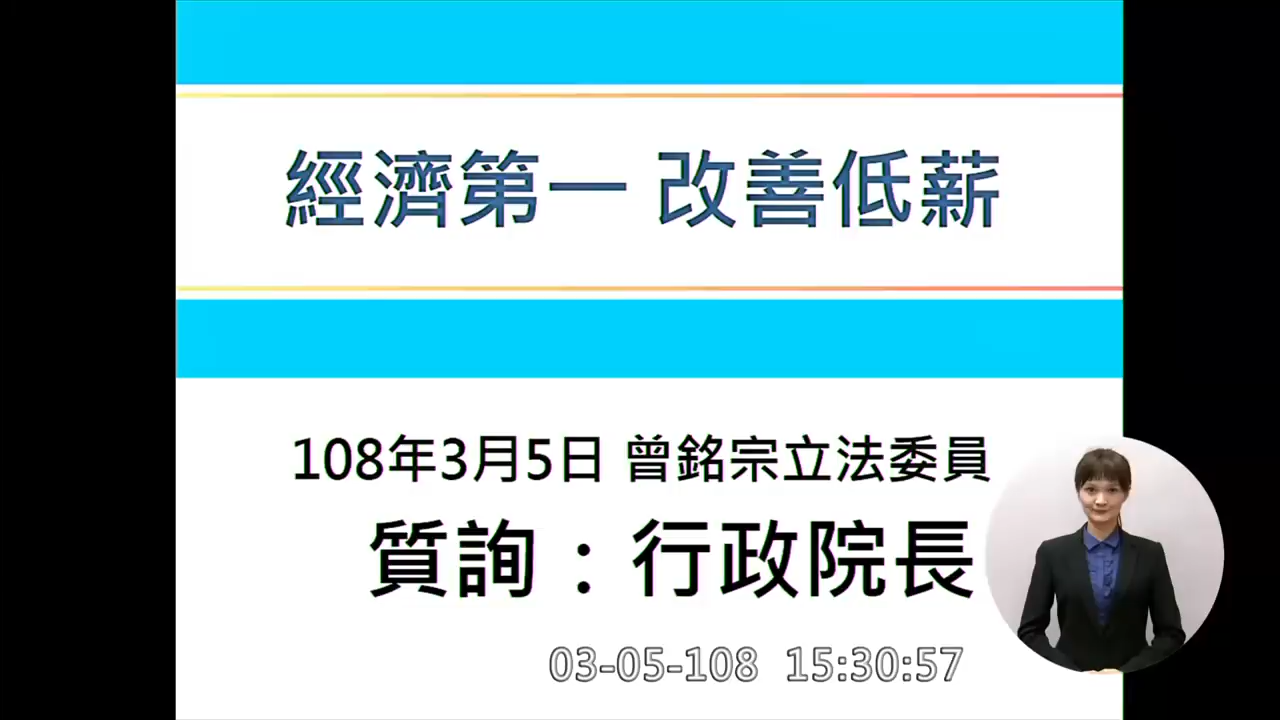 經濟第一 改善低薪
108年3月5日 曾銘宗立法委員
質詢：行政院長
03-05-108 15:30:57